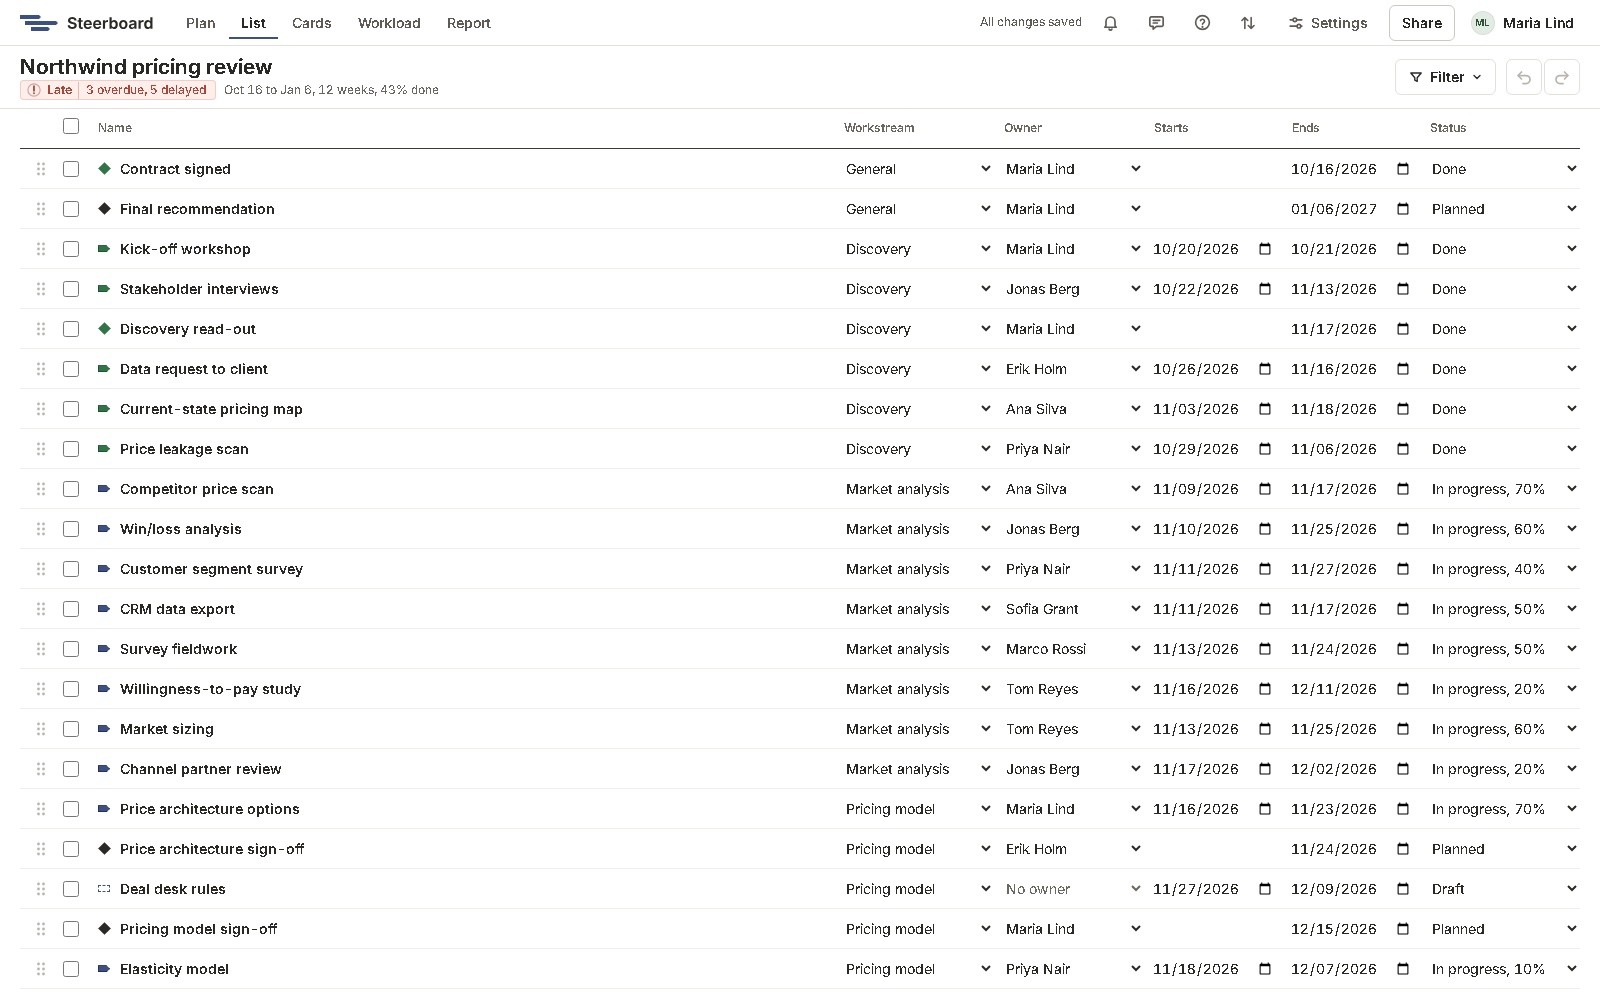 Steerboard Plan List Cards Workload Report All changes saved Settings Share ML Maria Lind
Northwind pricing review
Late 3 overdue, 5 delayed Oct 16 to Jan 6, 12 weeks, 43% done
Filter
Name Workstream Owner Starts Ends Status
Contract signed General Maria Lind 10/16/2026 Done
Final recommendation General Maria Lind 01/06/2027 Planned
Kick-off workshop Discovery Maria Lind 10/20/2026 10/21/2026 Done
Stakeholder interviews Discovery Jonas Berg 10/22/2026 11/13/2026 Done
Discovery read-out Discovery Maria Lind 11/17/2026 Done
Data request to client Discovery Erik Holm 10/26/2026 11/16/2026 Done
Current-state pricing map Discovery Ana Silva 11/03/2026 11/18/2026 Done
Price leakage scan Discovery Priya Nair 10/29/2026 11/06/2026 Done
Competitor price scan Market analysis Ana Silva 11/09/2026 11/17/2026 In progress, 70%
Win/loss analysis Market analysis Jonas Berg 11/10/2026 11/25/2026 In progress, 60%
Customer segment survey Market analysis Priya Nair 11/11/2026 11/27/2026 In progress, 40%
CRM data export Market analysis Sofia Grant 11/11/2026 11/17/2026 In progress, 50%
Survey fieldwork Market analysis Marco Rossi 11/13/2026 11/24/2026 In progress, 50%
Willingness-to-pay study Market analysis Tom Reyes 11/16/2026 12/11/2026 In progress, 20%
Market sizing Market analysis Tom Reyes 11/13/2026 11/25/2026 In progress, 60%
Channel partner review Market analysis Jonas Berg 11/17/2026 12/02/2026 In progress, 20%
Price architecture options Pricing model Maria Lind 11/16/2026 11/23/2026 In progress, 70%
Price architecture sign-off Pricing model Erik Holm 11/24/2026 Planned
Deal desk rules Pricing model No owner 11/27/2026 12/09/2026 Draft
Pricing model sign-off Pricing model Maria Lind 12/15/2026 Planned
Elasticity model Pricing model Priya Nair 11/18/2026 12/07/2026 In progress, 10%